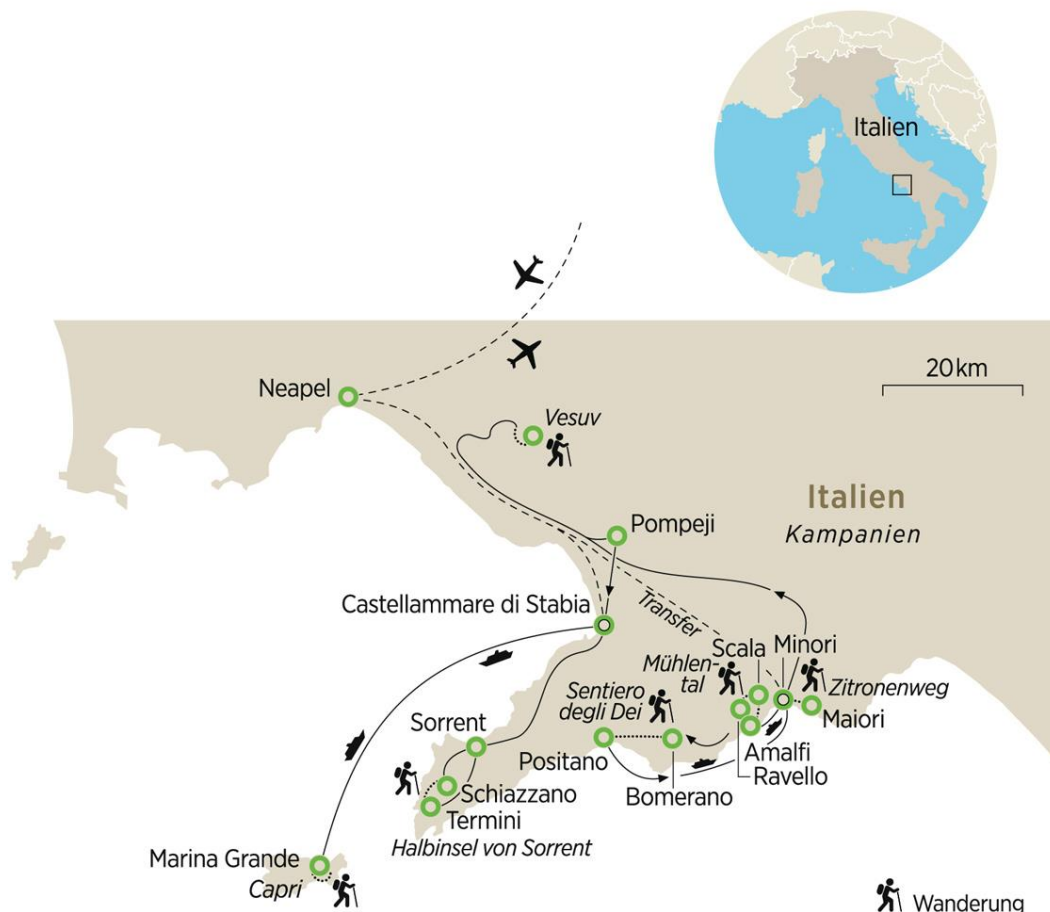 Italien
20 km
Neapel
Vesuv
Italien
Kampanien
Pompeji
Castellammare di Stabia
Transfer
Scala
Minori
Mühlen-
tal
Zitronenweg
Sentiero
degli Dei
Maiori
Sorrent
Positano
Amalfi
Ravello
Bomerano
Schiazzano
Termini
Halbinsel von Sorrent
Marina Grande
Capri
Wanderung